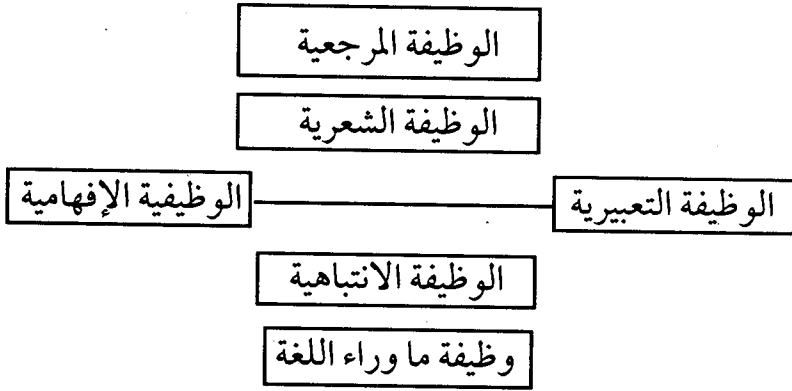 الوظيفة المرجعية
الوظيفة الشعرية
الوظيفة التعبيرية
الوظيفية الإفهامية
الوظيفة الانتباهية
وظيفة ما وراء اللغة